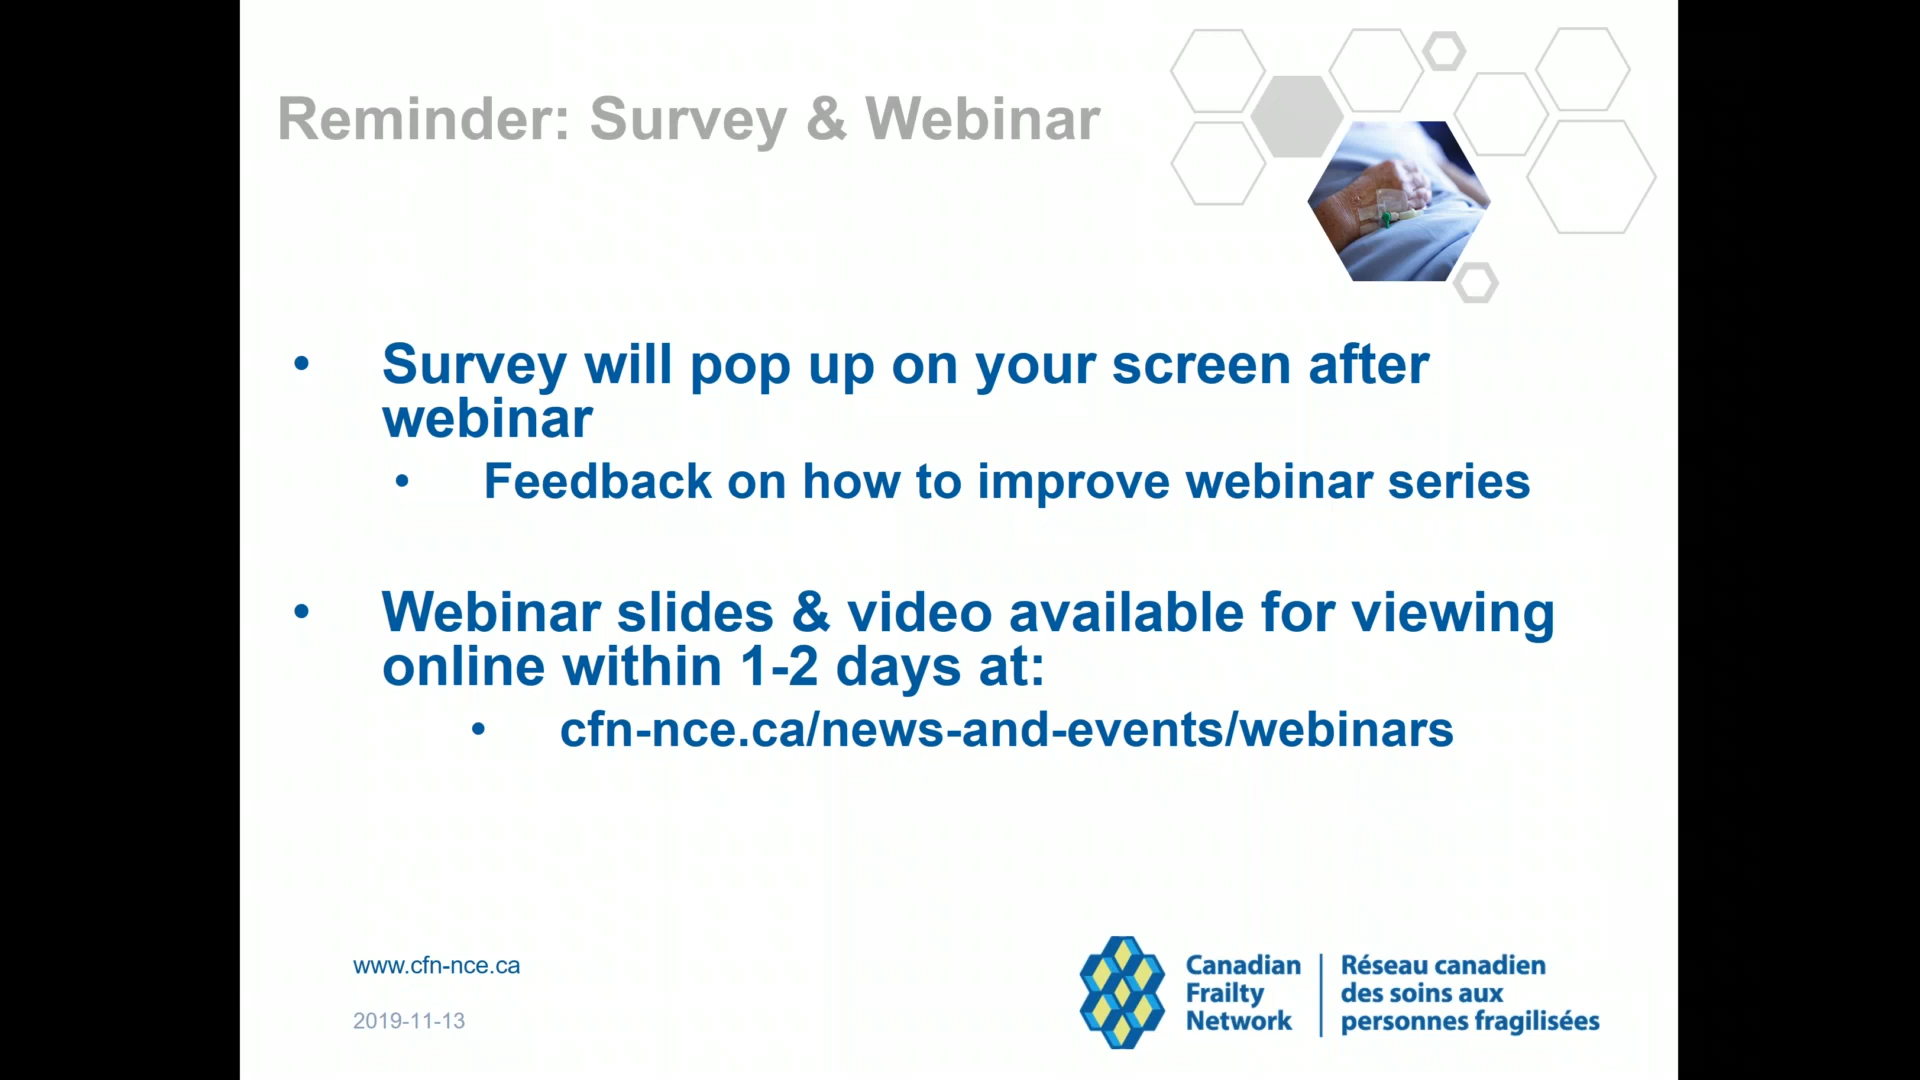 Reminder: Survey & Webinar
• Survey will pop up on your screen after
webinar
• Feedback on how to improve webinar series
• Webinar slides & video available for viewing
online within 1-2 days at:
• cfn-nce.ca/news-and-events/webinars
www.cfn-nce.ca
2019-11-13
Canadian
Frailty
Network
Réseau canadien
des soins aux
personnes fragilisées